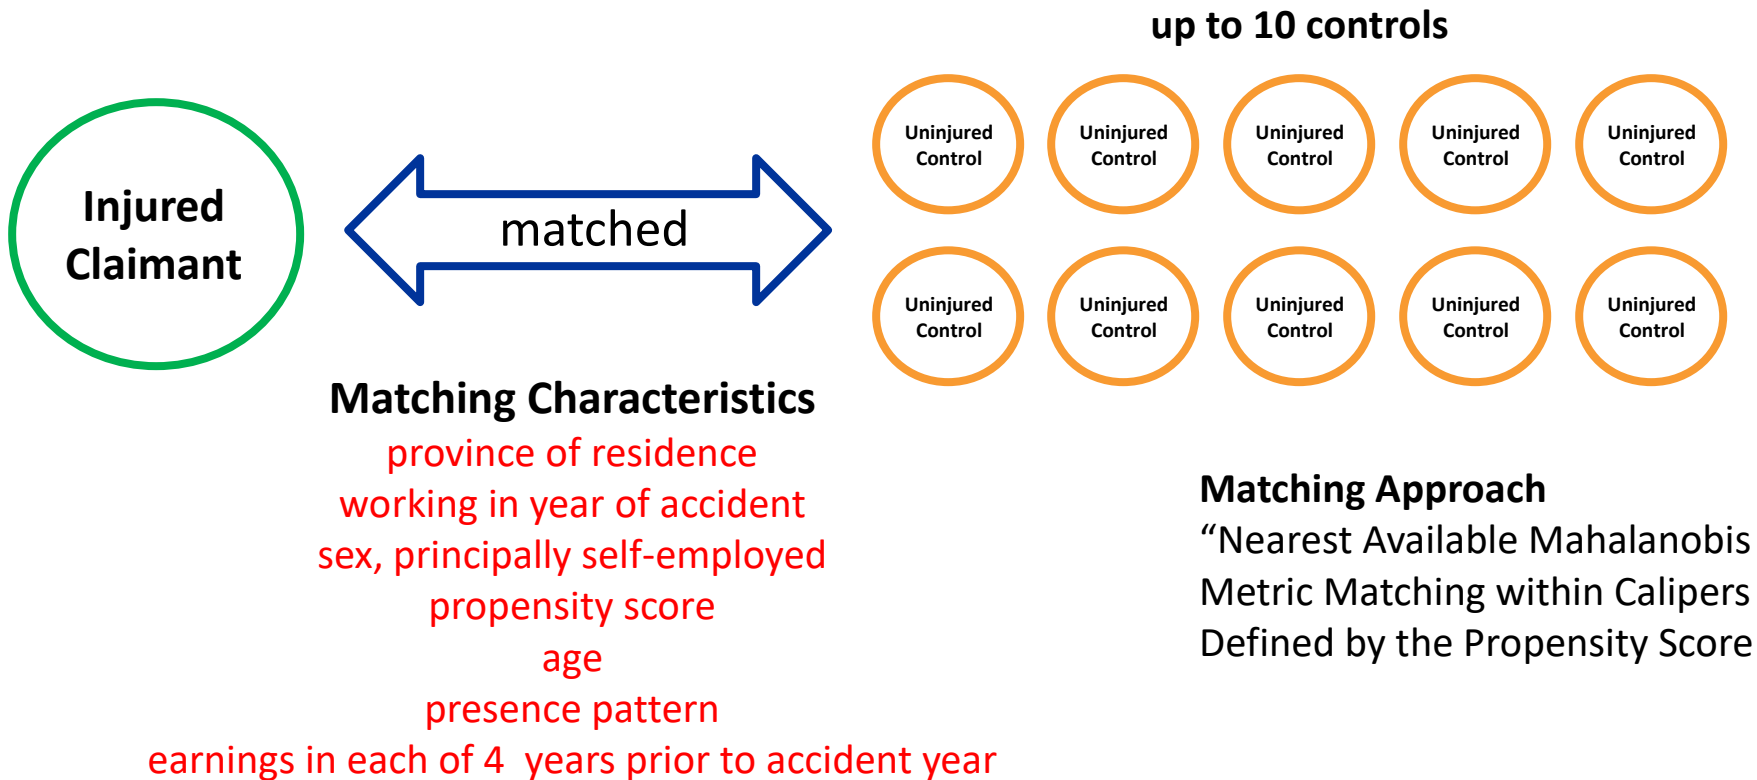 up to 10 controls
Injured
Claimant
matched
Uninjured
Control
Uninjured
Control
Uninjured
Control
Uninjured
Control
Uninjured
Control
Uninjured
Control
Uninjured
Control
Uninjured
Control
Uninjured
Control
Uninjured
Control
Matching Characteristics
province of residence
working in year of accident
sex, principally self-employed
propensity score
age
presence pattern
earnings in each of 4 years prior to accident year
Matching Approach
“Nearest Available Mahalanobis
Metric Matching within Calipers
Defined by the Propensity Score